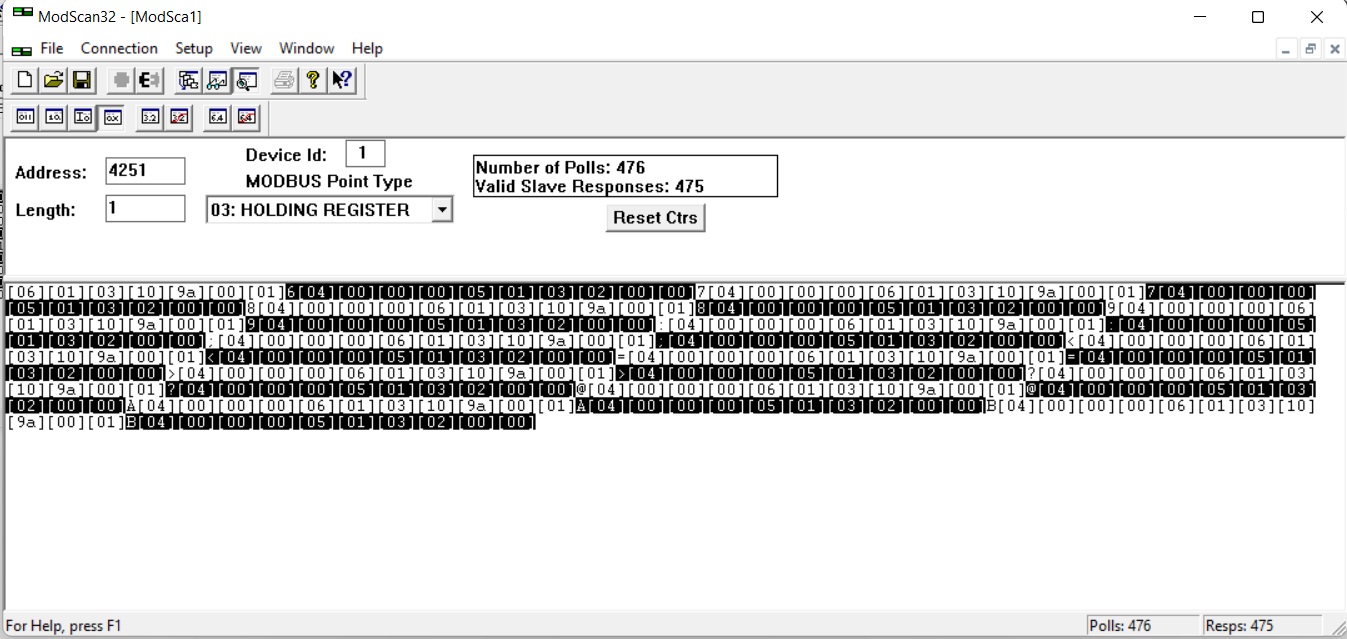 ModScan32 - [ModSca1]
File Connection Setup View Window Help
Address: 4251
Device Id: 1
MODBUS Point Type
Length: 1
03: HOLDING REGISTER
Number of Polls: 476
Valid Slave Responses: 475
Reset Ctrs
[06][01][03][10][9a][00][01]6[04][00][00][00][05][01][03][02][00][00]7[04][00][00][00][06][01][03][10][9a][00][01]7[04][00][00][00]
[05][01][03][02][00][00]8[04][00][00][00][06][01][03][10][9a][00][01]8[04][00][00][00][05][01][03][02][00][00]9[04][00][00][00][06]
[01][03][10][9a][00][01]9[04][00][00][00][05][01][03][02][00][00]:[04][00][00][00][06][01][03][10][9a][00][01]:[04][00][00][00][05]
[01][03][02][00][00];[04][00][00][00][06][01][03][10][9a][00][01];[04][00][00][00][05][01][03][02][00][00]<[04][00][00][00][06][01]
[03][10][9a][00][01]<[04][00][00][00][05][01][03][02][00][00]=[04][00][00][00][06][01][03][10][9a][00][01]=[04][00][00][00][05][01]
[03][02][00][00]>[04][00][00][00][06][01][03][10][9a][00][01]>[04][00][00][00][05][01][03][02][00][00]?[04][00][00][00][06][01][03]
[10][9a][00][01]?[04][00][00][00][05][01][03][02][00][00]@[04][00][00][00][06][01][03][10][9a][00][01]@[04][00][00][00][05][01][03]
[02][00][00]A[04][00][00][00][06][01][03][10][9a][00][01]A[04][00][00][00][05][01][03][02][00][00]B[04][00][00][00][06][01][03][10]
[9a][00][01]B[04][00][00][00][05][01][03][02][00][00]
For Help, press F1
Polls: 476
Resps: 475